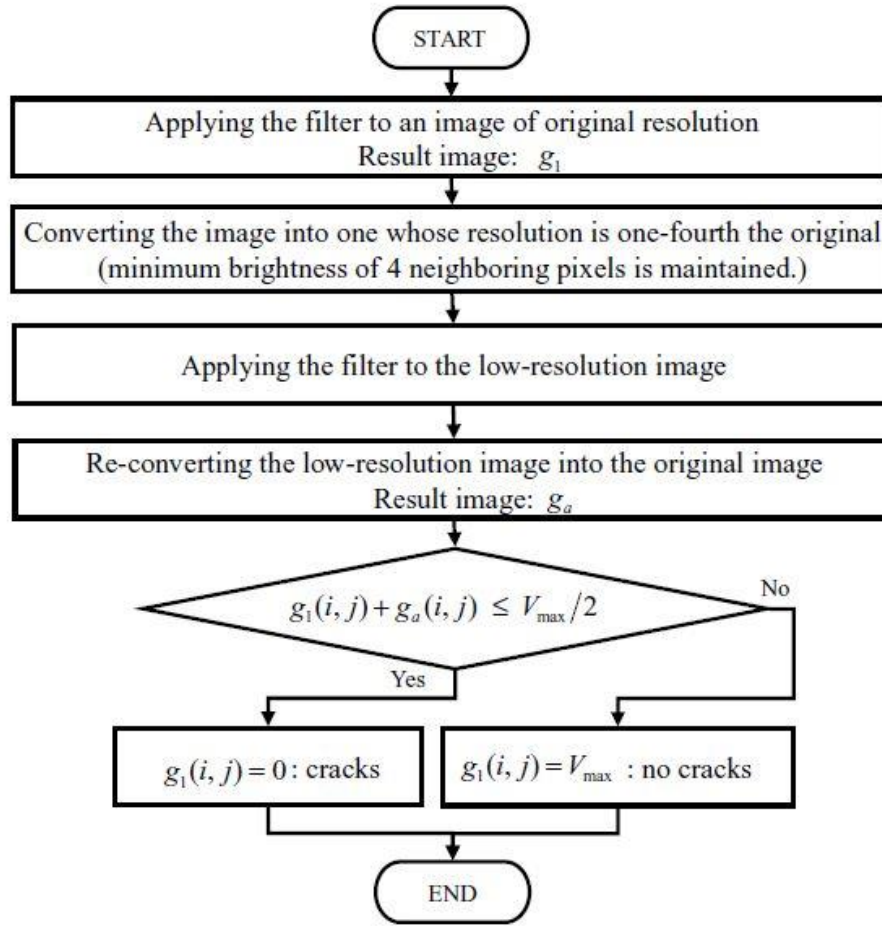 START
Applying the filter to an image of original resolution
Result image: g₁
Converting the image into one whose resolution is one-fourth the original
(minimum brightness of 4 neighboring pixels is maintained.)
Applying the filter to the low-resolution image
Re-converting the low-resolution image into the original image
Result image: gₐ
g₁(i, j) + gₐ(i, j) ≤ V_max/2
No
Yes
g₁(i, j) = 0 : cracks
g₁(i, j) = V_max : no cracks
END